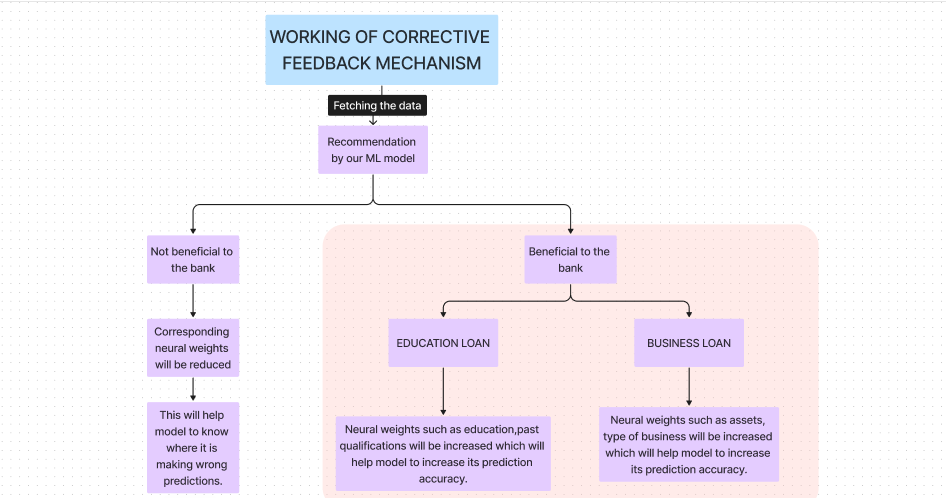 WORKING OF CORRECTIVE
FEEDBACK MECHANISM
Fetching the data
Recommendation
by our ML model
Not beneficial to
the bank
Beneficial to the
bank
Corresponding
neural weights
will be reduced
EDUCATION LOAN
BUSINESS LOAN
This will help
model to know
where it is
making wrong
predictions.
Neural weights such as education,past
qualifications will be increased which will
help model to increase its prediction
accuracy.
Neural weights such as assets,
type of business will be increased
which will help model to increase
its prediction accuracy.